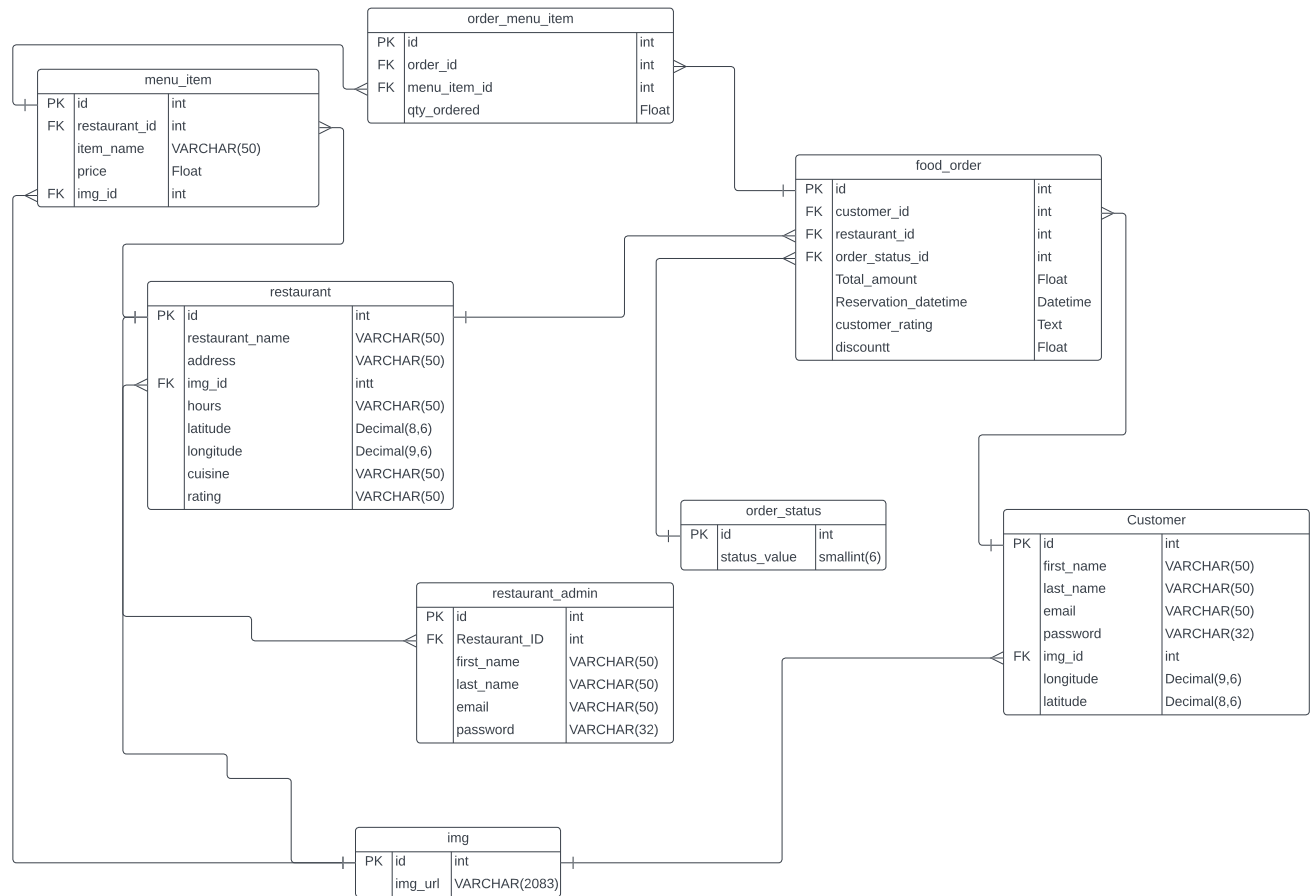 order_menu_item
PK id int
FK order_id int
FK menu_item_id int
qty_ordered Float
menu_item
PK id int
FK restaurant_id int
item_name VARCHAR(50)
price Float
FK img_id int
food_order
PK id int
FK customer_id int
FK restaurant_id int
FK order_status_id int
Total_amount Float
Reservation_datetime Datetime
customer_rating Text
discountt Float
restaurant
PK id int
restaurant_name VARCHAR(50)
address VARCHAR(50)
FK img_id intt
hours VARCHAR(50)
latitude Decimal(8,6)
longitude Decimal(9,6)
cuisine VARCHAR(50)
rating VARCHAR(50)
order_status
PK id int
status_value smallint(6)
Customer
PK id int
first_name VARCHAR(50)
last_name VARCHAR(50)
email VARCHAR(50)
password VARCHAR(32)
FK img_id int
longitude Decimal(9,6)
latitude Decimal(8,6)
restaurant_admin
PK id int
FK Restaurant_ID int
first_name VARCHAR(50)
last_name VARCHAR(50)
email VARCHAR(50)
password VARCHAR(32)
img
PK id int
img_url VARCHAR(2083)